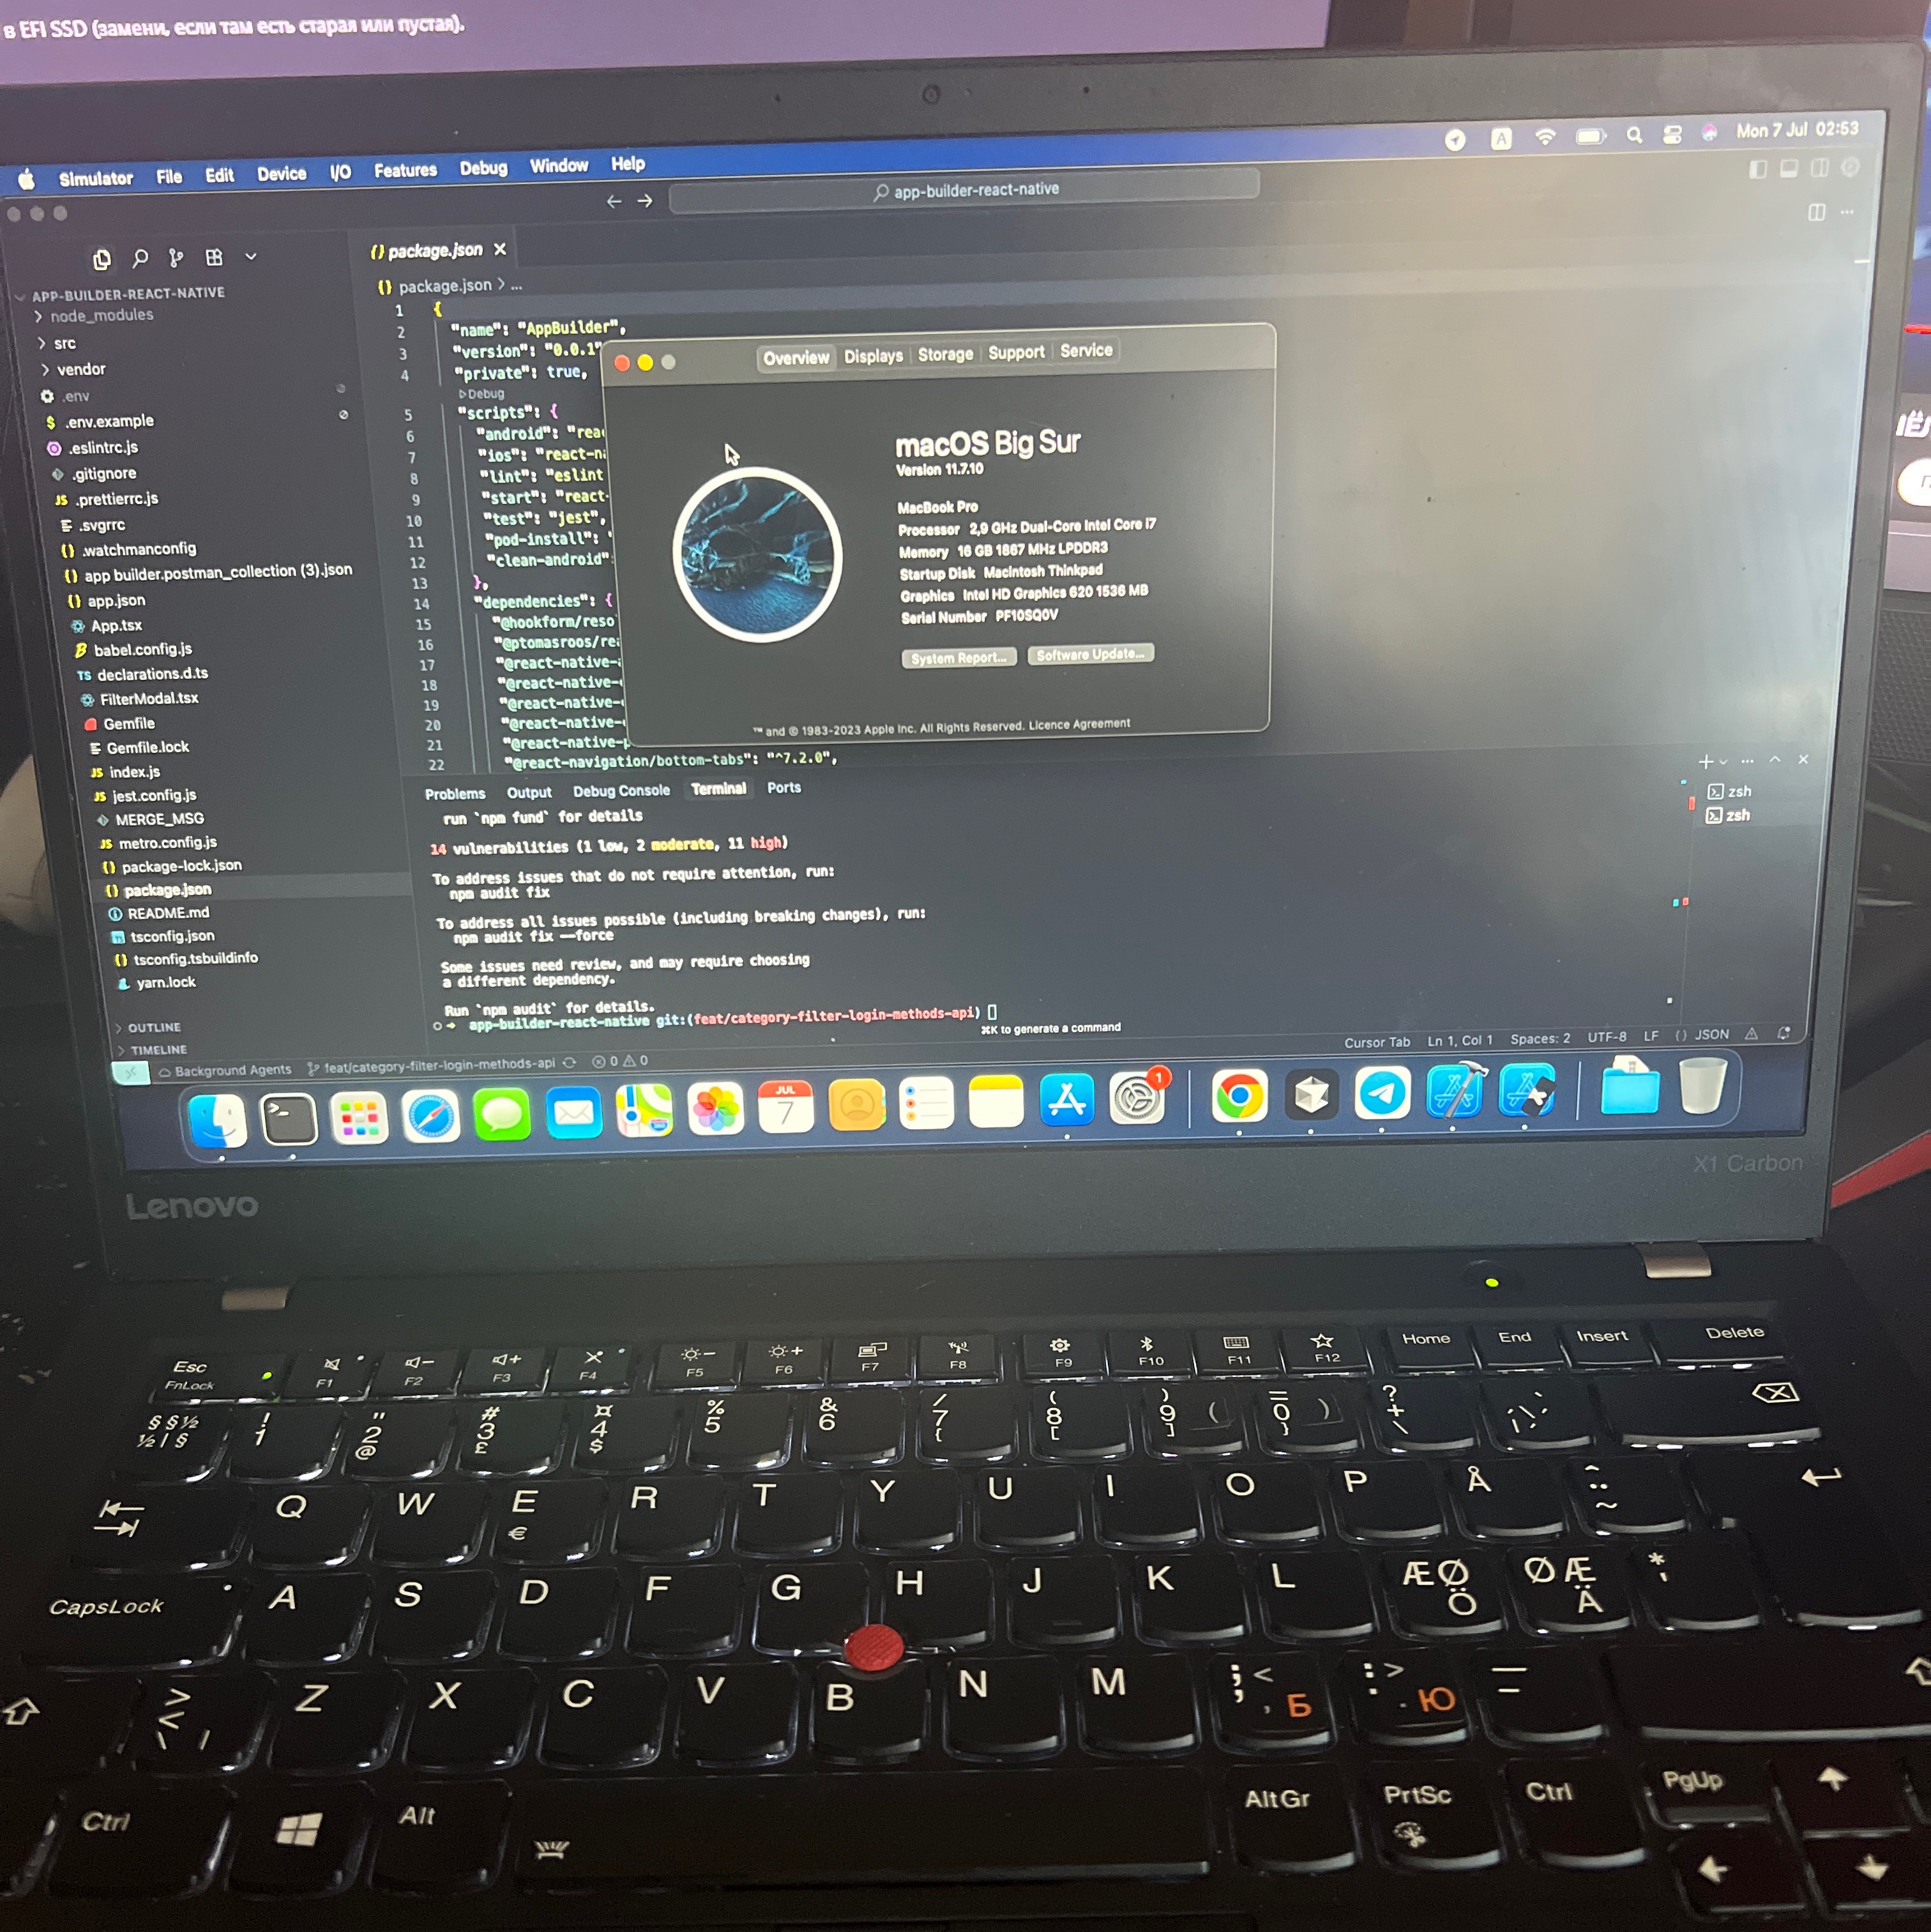 в EFI SSD (замени, если там есть старая или пустая).
Simulator File Edit Device I/O Features Debug Window Help
A
Mon 7 Jul 02:53
app-builder-react-native
{} package.json
{} package.json > ...
APP-BUILDER-REACT-NATIVE
node_modules
src
vendor
.env
$ .env.example
.eslintrc.js
.gitignore
JS .prettierrc.js
.svgrc
{} .watchmanconfig
{} app builder.postman_collection (3).json
{} app.json
App.tsx
babel.config.js
TS declarations.d.ts
FilterModal.tsx
Gemfile
Gemfile.lock
JS index.js
JS jest.config.js
MERGE_MSG
JS metro.config.js
{} package-lock.json
{} package.json
README.md
tsconfig.json
{} tsconfig.tsbuildinfo
yarn.lock
OUTLINE
TIMELINE
1 {
2 "name": "AppBuilder",
3 "version": "0.0.1"
4 "private": true,
Debug
5 "scripts": {
6 "android": "rea
7 "ios": "react-n
8 "lint": "eslint
9 "start": "react-
10 "test": "jest",
11 "pod-install": "
12 "clean-android"
13 },
14 "dependencies": {
15 "@hookform/reso
16 "@ptomasroos/re
17 "@react-native-
18 "@react-native-
19 "@react-native-
20 "@react-native-
21 "@react-native-p
22 "@react-navigation/bottom-tabs": "^7.2.0",
Overview Displays Storage Support Service
macOS Big Sur
Version 11.7.10
MacBook Pro
Processor 2,9 GHz Dual-Core Intel Core i7
Memory 16 GB 1867 MHz LPDDR3
Startup Disk Macintosh Thinkpad
Graphics Intel HD Graphics 620 1536 MB
Serial Number PF10SQ0V
System Report... Software Update...
™ and © 1983-2023 Apple Inc. All Rights Reserved. Licence Agreement
Problems Output Debug Console Terminal Ports
zsh
zsh
run `npm fund` for details
14 vulnerabilities (1 low, 2 moderate, 11 high)
To address issues that do not require attention, run:
npm audit fix
To address all issues possible (including breaking changes), run:
npm audit fix --force
Some issues need review, and may require choosing
a different dependency.
Run `npm audit` for details.
app-builder-react-native git:(feat/category-filter-login-methods-api)
⌘K to generate a command
Background Agents feat/category-filter-login-methods-api 0 0
Cursor Tab Ln 1, Col 1 Spaces: 2 UTF-8 LF {} JSON
JUL
7
1
X1 Carbon
Lenovo
Esc FnLock F1 F2 F3 F4 F5 F6 F7 F8 F9 F10 F11 F12 Home End Insert Delete
§ § ½ ½ | § ! 1 " 2 @ # 3 £ ¤ 4 $ % 5 & 6 / 7 { ( 8 [ ) 9 ] ( = 0 } ) ? + \
Q W E € R T Y U I O P Å ¨ ^ ~
CapsLock A S D F G H J K L Æ Ø Ö Ø Æ Ä * '
> < \ | Z X C V B N M ; < , Б : > . Ю _ -
Ctrl Alt AltGr PrtSc Ctrl PgUp